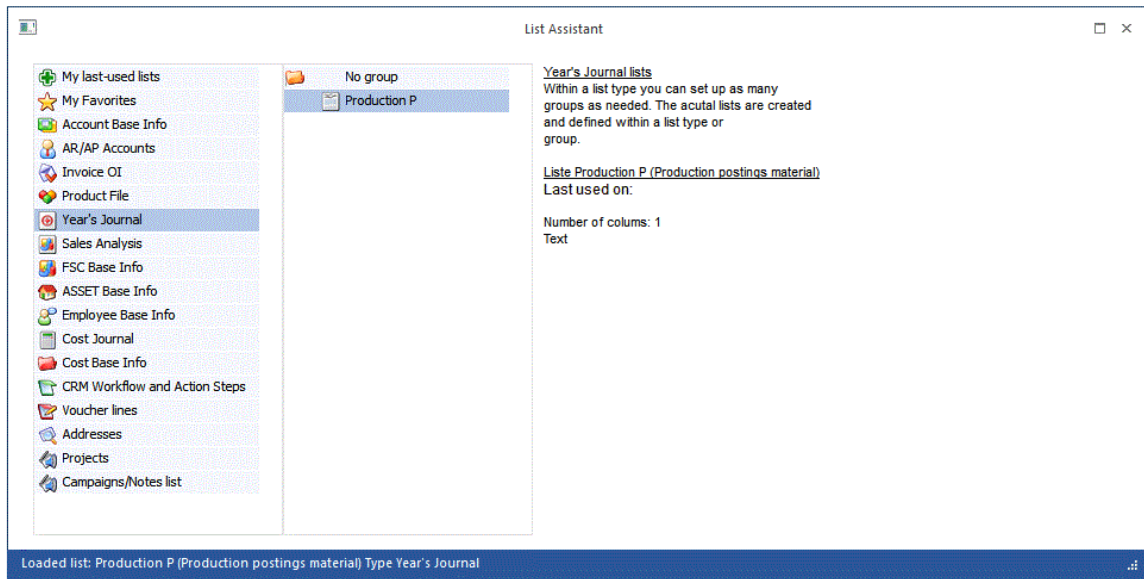 List Assistant
My last-used lists
My Favorites
Account Base Info
AR/AP Accounts
Invoice OI
Product File
Year's Journal
Sales Analysis
FSC Base Info
ASSET Base Info
Employee Base Info
Cost Journal
Cost Base Info
CRM Workflow and Action Steps
Voucher lines
Addresses
Projects
Campaigns/Notes list
No group
Production P
Year's Journal lists
Within a list type you can set up as many
groups as needed. The acutal lists are created
and defined within a list type or
group.
Liste Production P (Production postings material)
Last used on:
Number of colums: 1
Text
Loaded list: Production P (Production postings material) Type Year's Journal